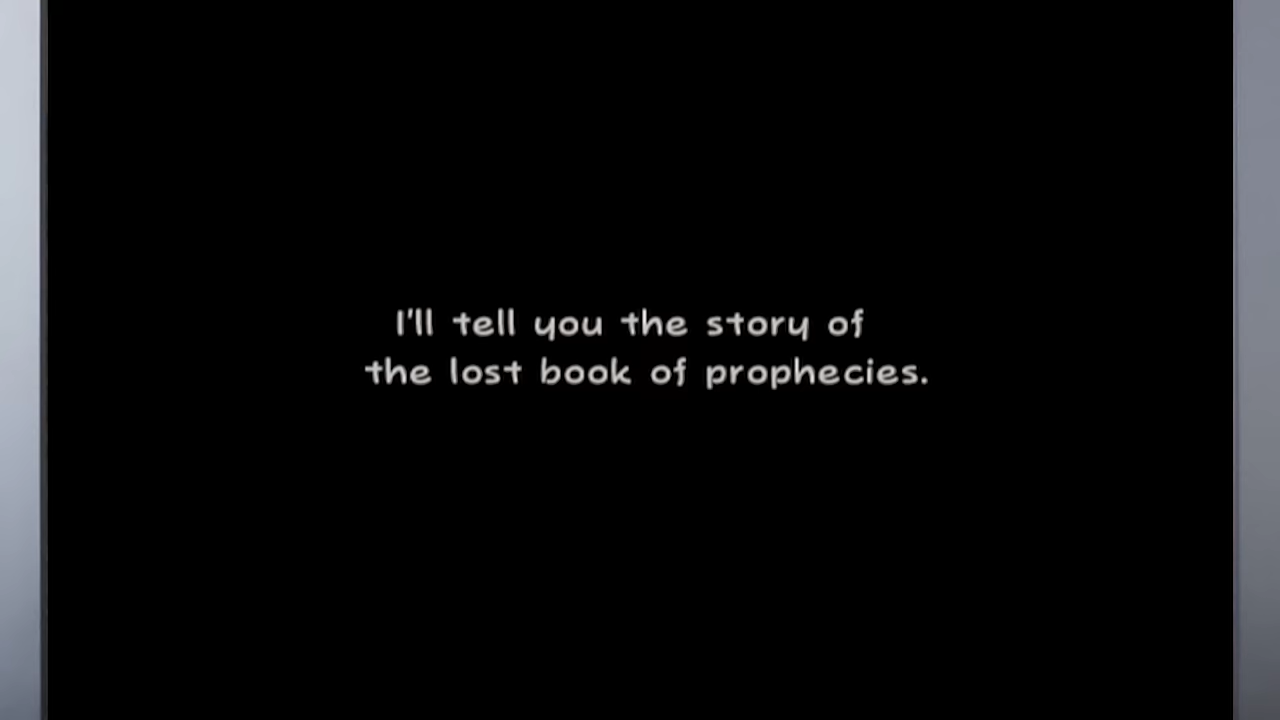 I'll tell you the story of
the lost book of prophecies.